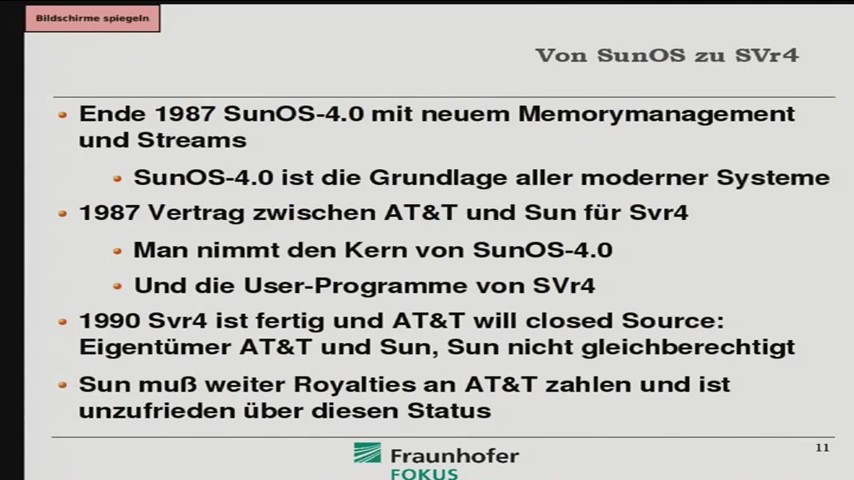 Bildschirme spiegeln
Von SunOS zu SVr4
Ende 1987 SunOS-4.0 mit neuem Memorymanagement
und Streams
SunOS-4.0 ist die Grundlage aller moderner Systeme
1987 Vertrag zwischen AT&T und Sun für Svr4
Man nimmt den Kern von SunOS-4.0
Und die User-Programme von SVr4
1990 Svr4 ist fertig und AT&T will closed Source:
Eigentümer AT&T und Sun, Sun nicht gleichberechtigt
Sun muß weiter Royalties an AT&T zahlen und ist
unzufrieden über diesen Status
Fraunhofer
FOKUS
11